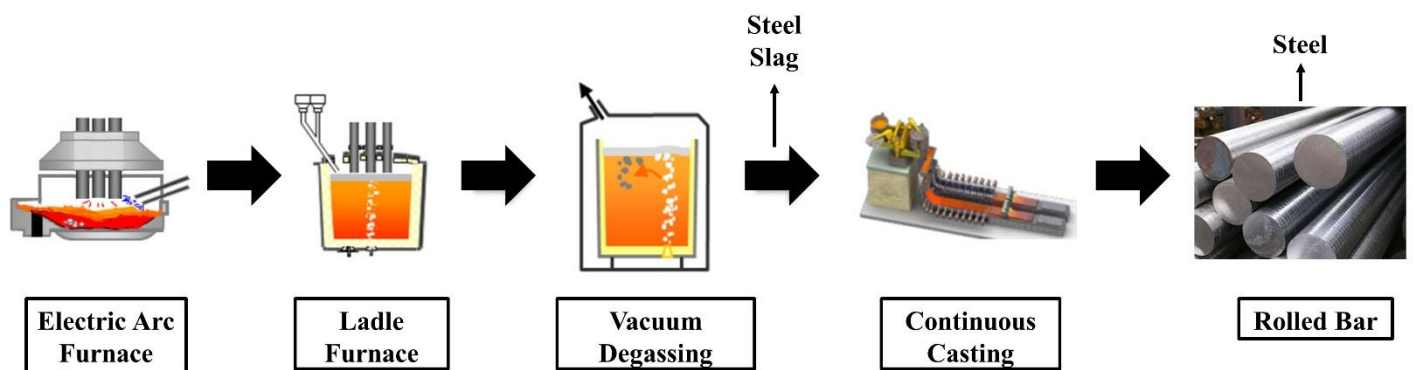 Steel
Slag
Steel
Electric Arc
Furnace
Ladle
Furnace
Vacuum
Degassing
Continuous
Casting
Rolled Bar